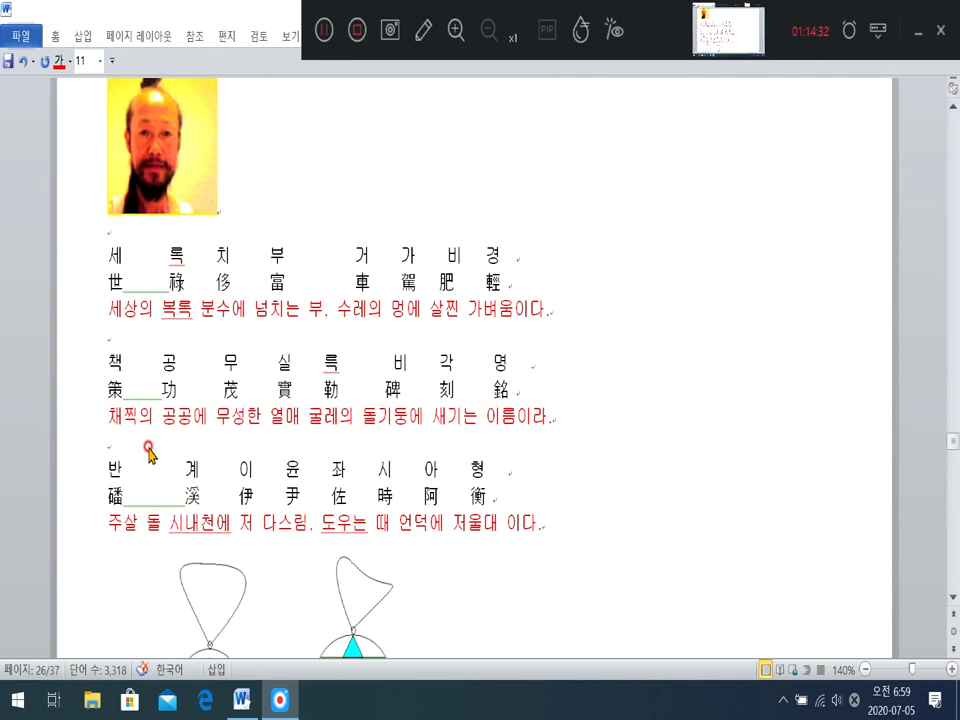 파일 홈 삽입 페이지 레이아웃 참조 편지 검토 보기
x1 PIP 01:14:32
가 11
세 록 치 부 거 가 비 경
世 祿 侈 富 車 駕 肥 輕
세상의 복록 분수에 넘치는 부, 수레의 멍에 살찐 가벼움이다.
책 공 무 실 륵 비 각 명
策 功 茂 實 勒 碑 刻 銘
채찍의 공공에 무성한 열매 굴레의 돌기둥에 새기는 이름이라.
반 계 이 윤 좌 시 아 형
磻 溪 伊 尹 佐 時 阿 衡
주살 돌 시내천에 저 다스림, 도우는 때 언덕에 저울대 이다.
페이지: 26/37 단어 수: 3,318 한국어 삽입 140%
오전 6:59
2020-07-05